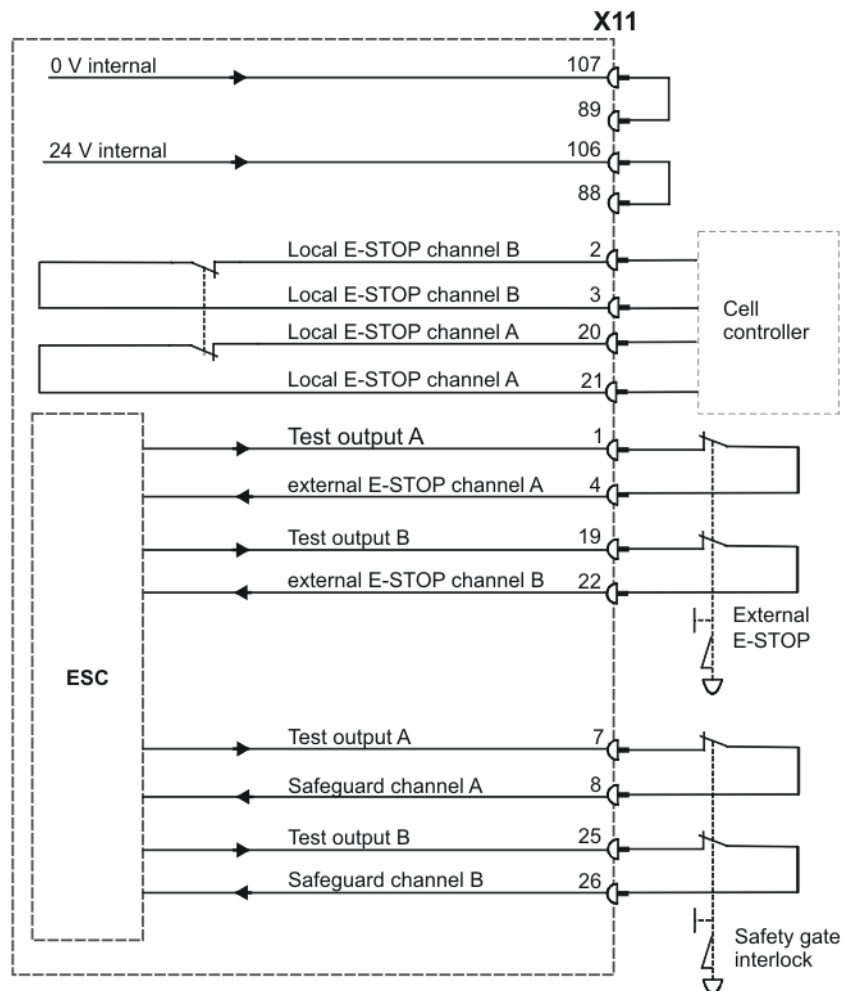 X11
0 V internal 107
89
24 V internal 106
88
Local E-STOP channel B 2
Local E-STOP channel B 3
Local E-STOP channel A 20
Local E-STOP channel A 21
Cell
controller
ESC
Test output A 1
external E-STOP channel A 4
Test output B 19
external E-STOP channel B 22
External
E-STOP
Test output A 7
Safeguard channel A 8
Test output B 25
Safeguard channel B 26
Safety gate
interlock